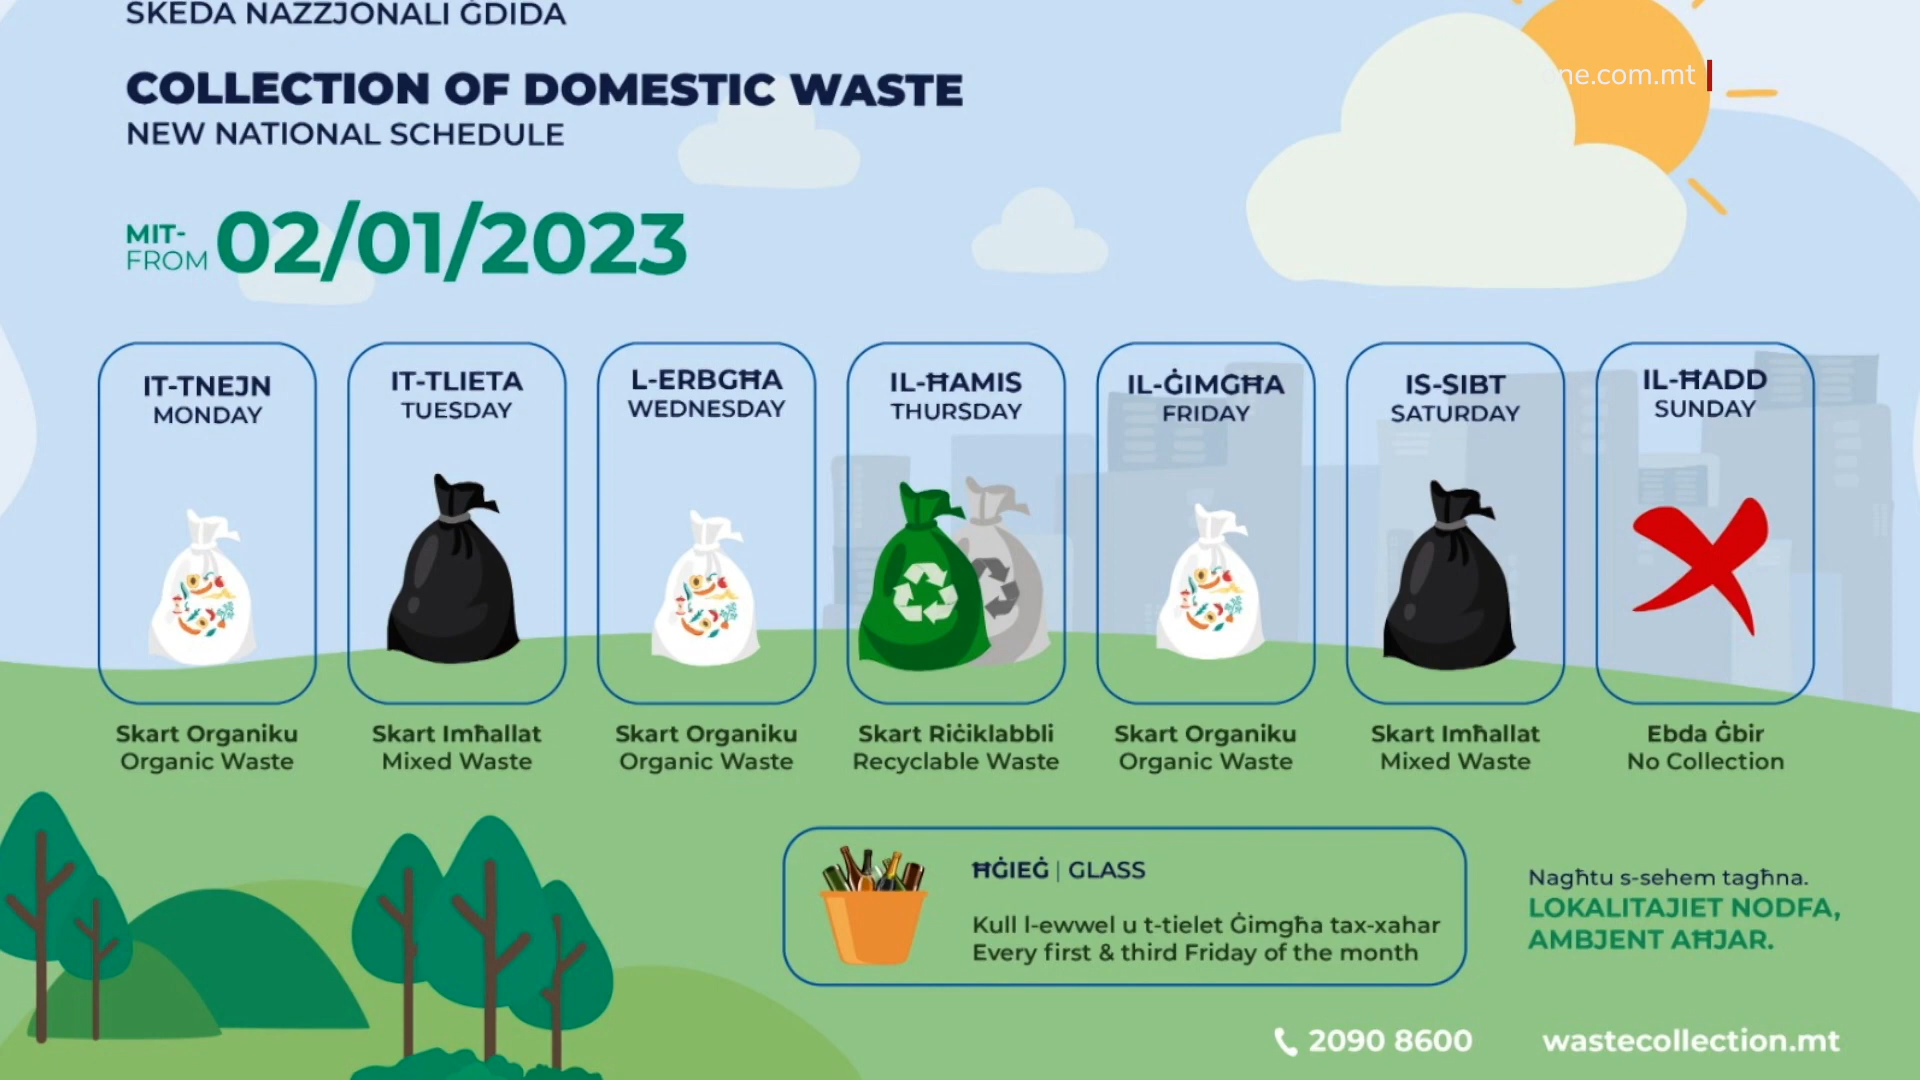 SKEDA NAZZJONALI ĠDIDA
COLLECTION OF DOMESTIC WASTE
NEW NATIONAL SCHEDULE
one.com.mt
MIT-
FROM
02/01/2023
IT-TNEJN
MONDAY
IT-TLIETA
TUESDAY
L-ERBGĦA
WEDNESDAY
IL-ĦAMIS
THURSDAY
IL-ĠIMGĦA
FRIDAY
IS-SIBT
SATURDAY
IL-ĦADD
SUNDAY
Skart Organiku
Organic Waste
Skart Imħallat
Mixed Waste
Skart Organiku
Organic Waste
Skart Riċiklabbli
Recyclable Waste
Skart Organiku
Organic Waste
Skart Imħallat
Mixed Waste
Ebda Ġbir
No Collection
ĦĠIEĠ | GLASS
Kull l-ewwel u t-tielet Ġimgħa tax-xahar
Every first & third Friday of the month
Nagħtu s-sehem tagħna.
LOKALITAJIET NODFA,
AMBJENT AĦJAR.
2090 8600
wastecollection.mt